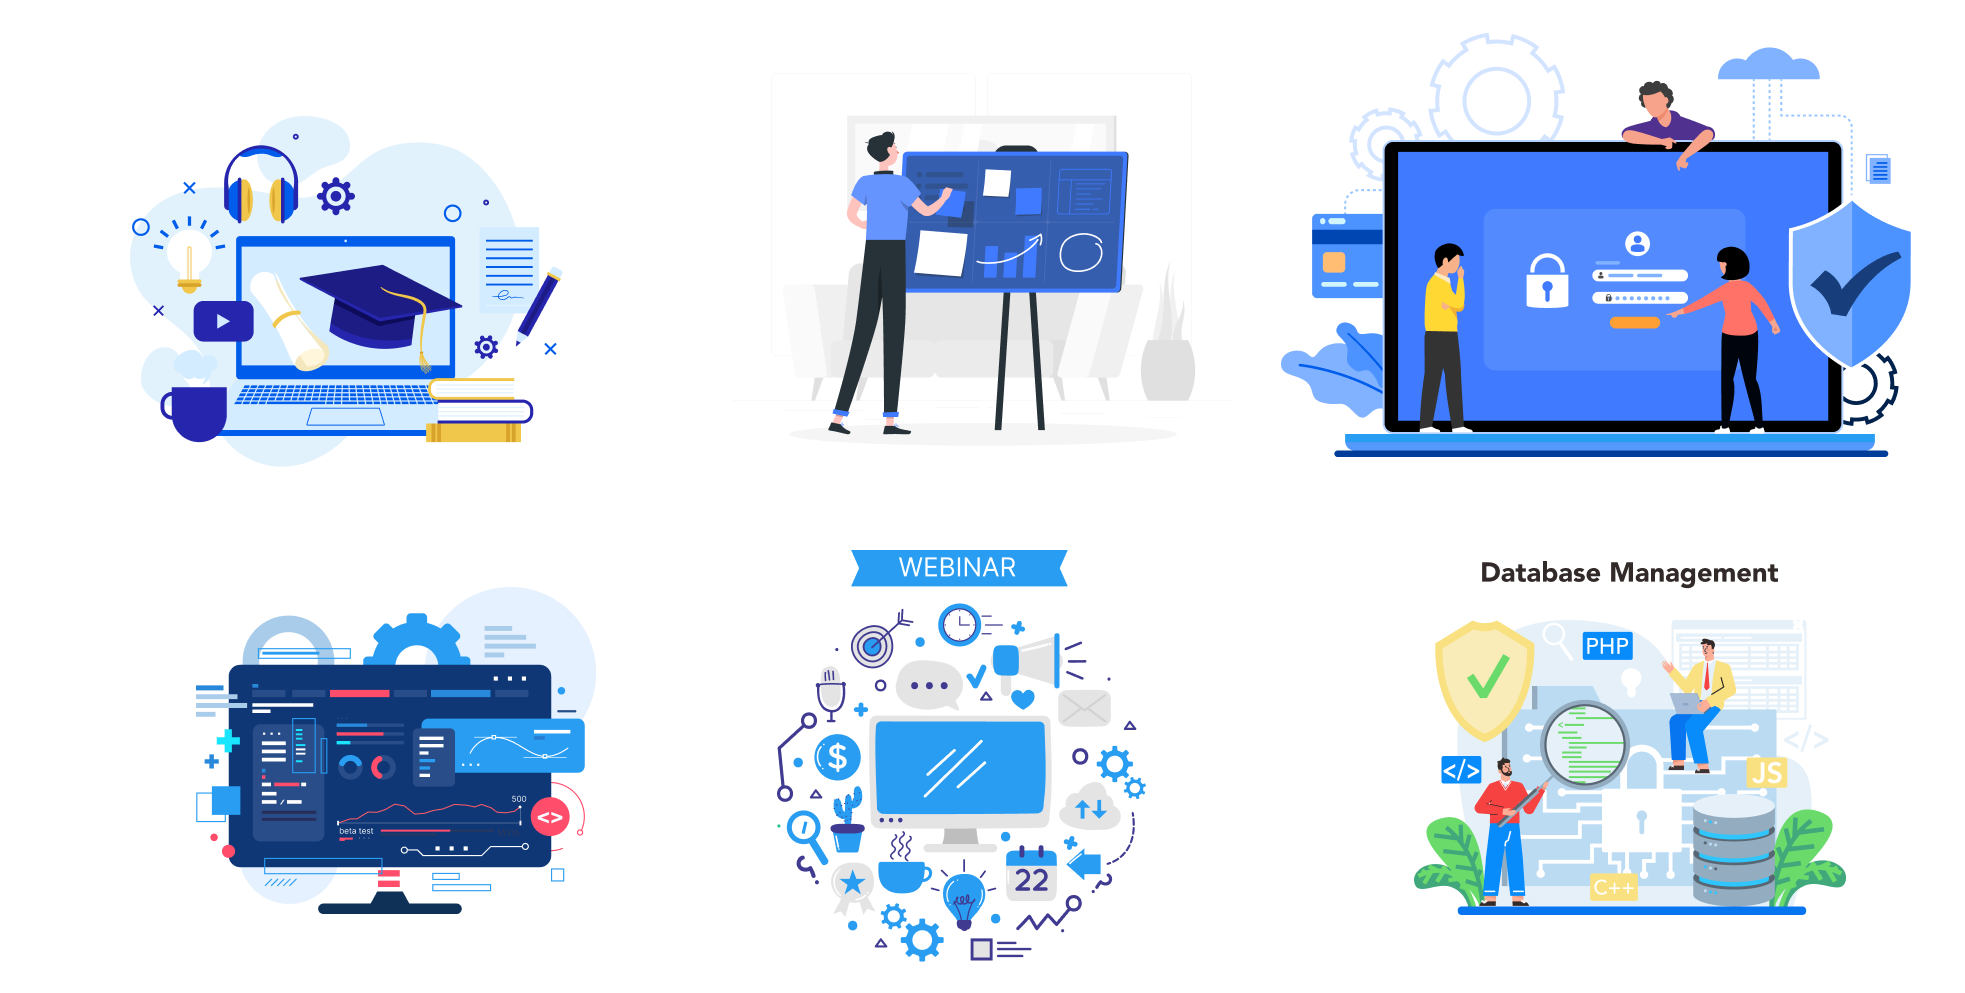 500
beta test
<>
WEBINAR
$
22
Database Management
PHP
</>
</>
JS
C++